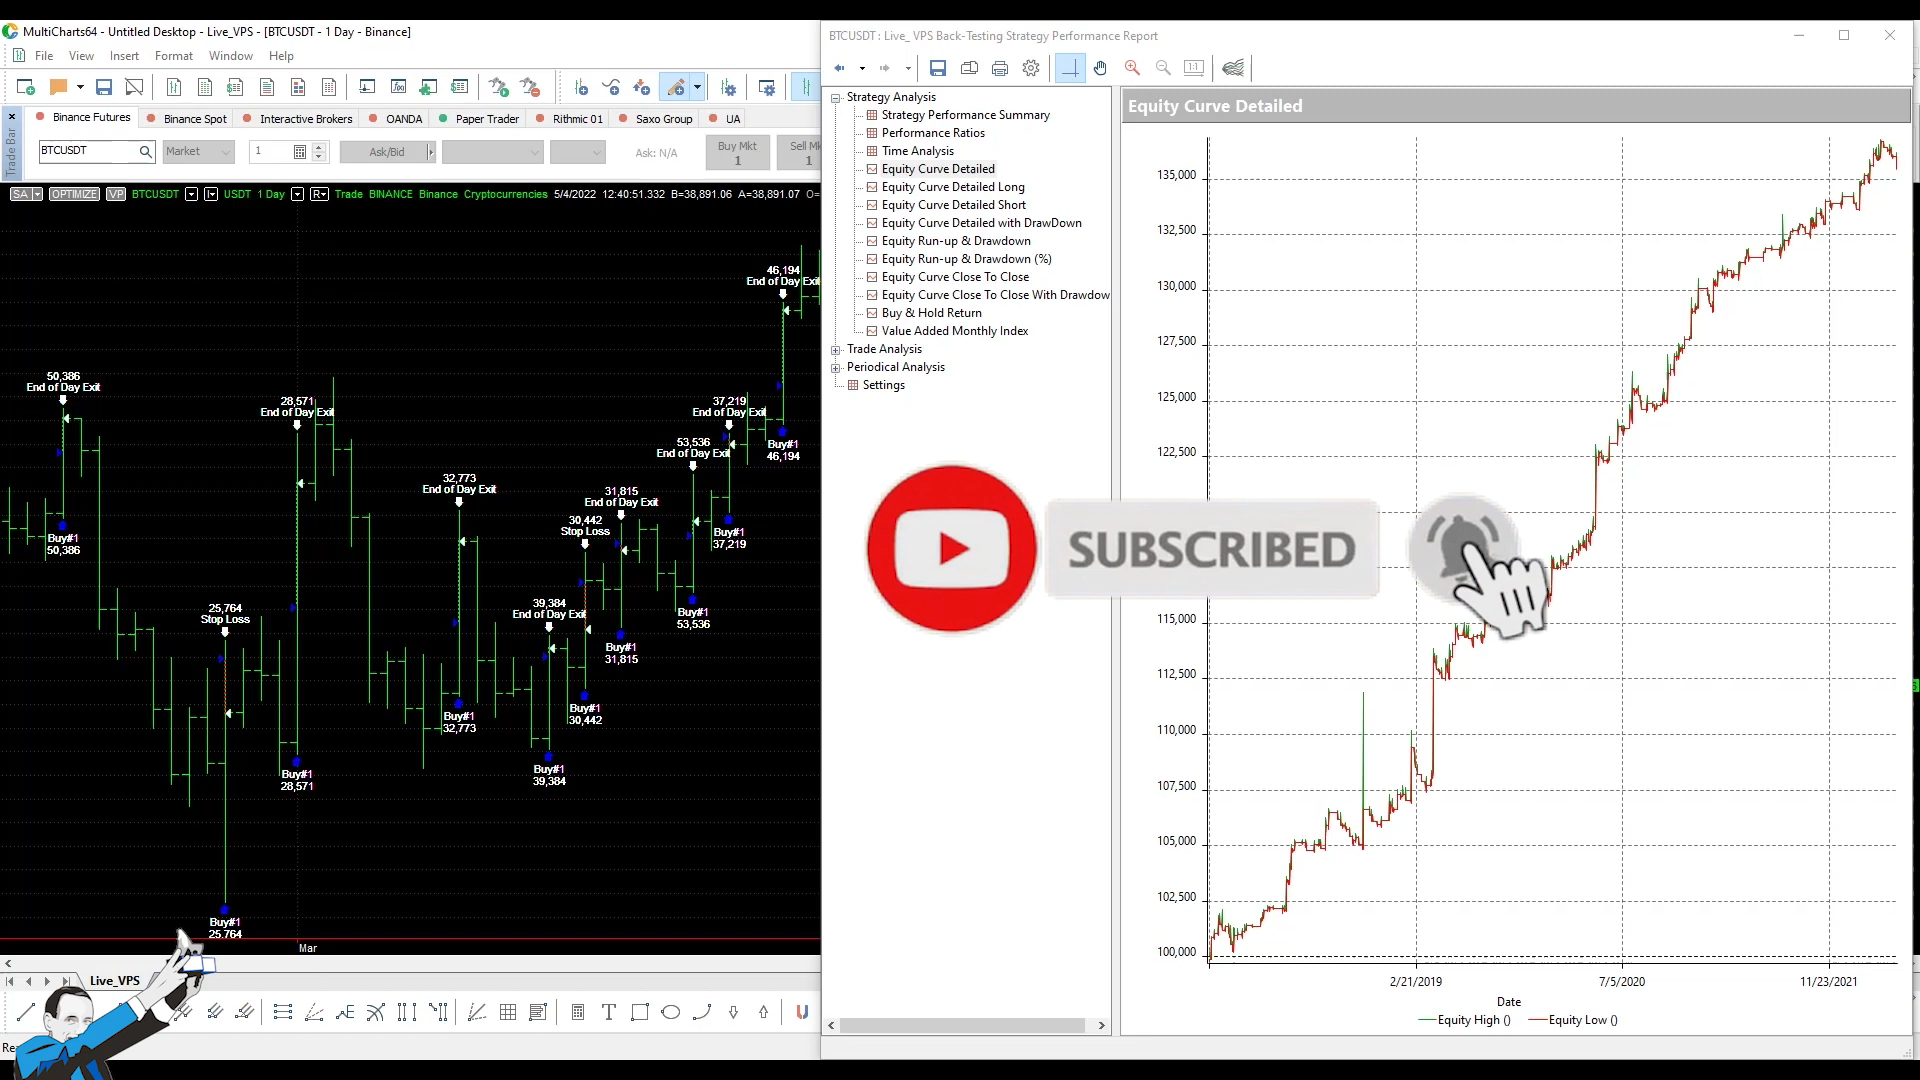 MultiCharts64 - Untitled Desktop - Live_VPS - [BTCUSDT - 1 Day - Binance]
File View Insert Format Window Help
Binance Futures Binance Spot Interactive Brokers OANDA Paper Trader Rithmic 01 Saxo Group UA
Trade Bar
BTCUSDT Market 1 Ask/Bid Ask: N/A Buy Mkt 1 Sell Mk 1
SA OPTIMIZE VP BTCUSDT I USDT 1 Day R Trade BINANCE Binance Cryptocurrencies 5/4/2022 12:40:51.332 B=38,891.06 A=38,891.07 O=
46,194
End of Day Exit
50,386
End of Day Exit
28,571
End of Day Exit
37,219
End of Day Exit
53,536
End of Day Exit
Buy#1
46,194
32,773
End of Day Exit
31,815
End of Day Exit
30,442
Stop Loss
Buy#1
50,386
Buy#1
37,219
39,384
End of Day Exit
25,764
Stop Loss
Buy#1
53,536
Buy#1
31,815
Buy#1
32,773
Buy#1
30,442
Buy#1
28,571
Buy#1
39,384
Buy#1
25,764
Mar
Live_VPS
BTCUSDT : Live_ VPS Back-Testing Strategy Performance Report
1:1
Strategy Analysis
Strategy Performance Summary
Performance Ratios
Time Analysis
Equity Curve Detailed
Equity Curve Detailed Long
Equity Curve Detailed Short
Equity Curve Detailed with DrawDown
Equity Run-up & Drawdown
Equity Run-up & Drawdown (%)
Equity Curve Close To Close
Equity Curve Close To Close With Drawdow
Buy & Hold Return
Value Added Monthly Index
Trade Analysis
Periodical Analysis
Settings
Equity Curve Detailed
135,000
132,500
130,000
127,500
125,000
122,500
SUBSCRIBED
115,000
112,500
110,000
107,500
105,000
102,500
100,000
2/21/2019 7/5/2020 11/23/2021
Date
Equity High () Equity Low ()